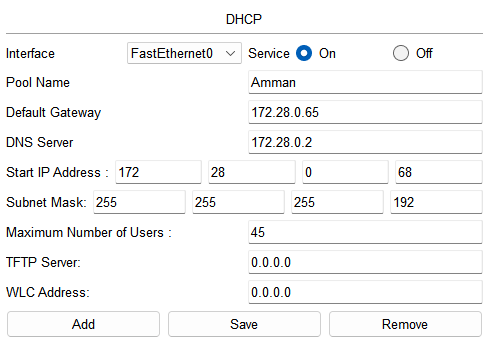 DHCP
Interface FastEthernet0 Service On Off
Pool Name Amman
Default Gateway 172.28.0.65
DNS Server 172.28.0.2
Start IP Address : 172 28 0 68
Subnet Mask: 255 255 255 192
Maximum Number of Users : 45
TFTP Server: 0.0.0.0
WLC Address: 0.0.0.0
Add Save Remove